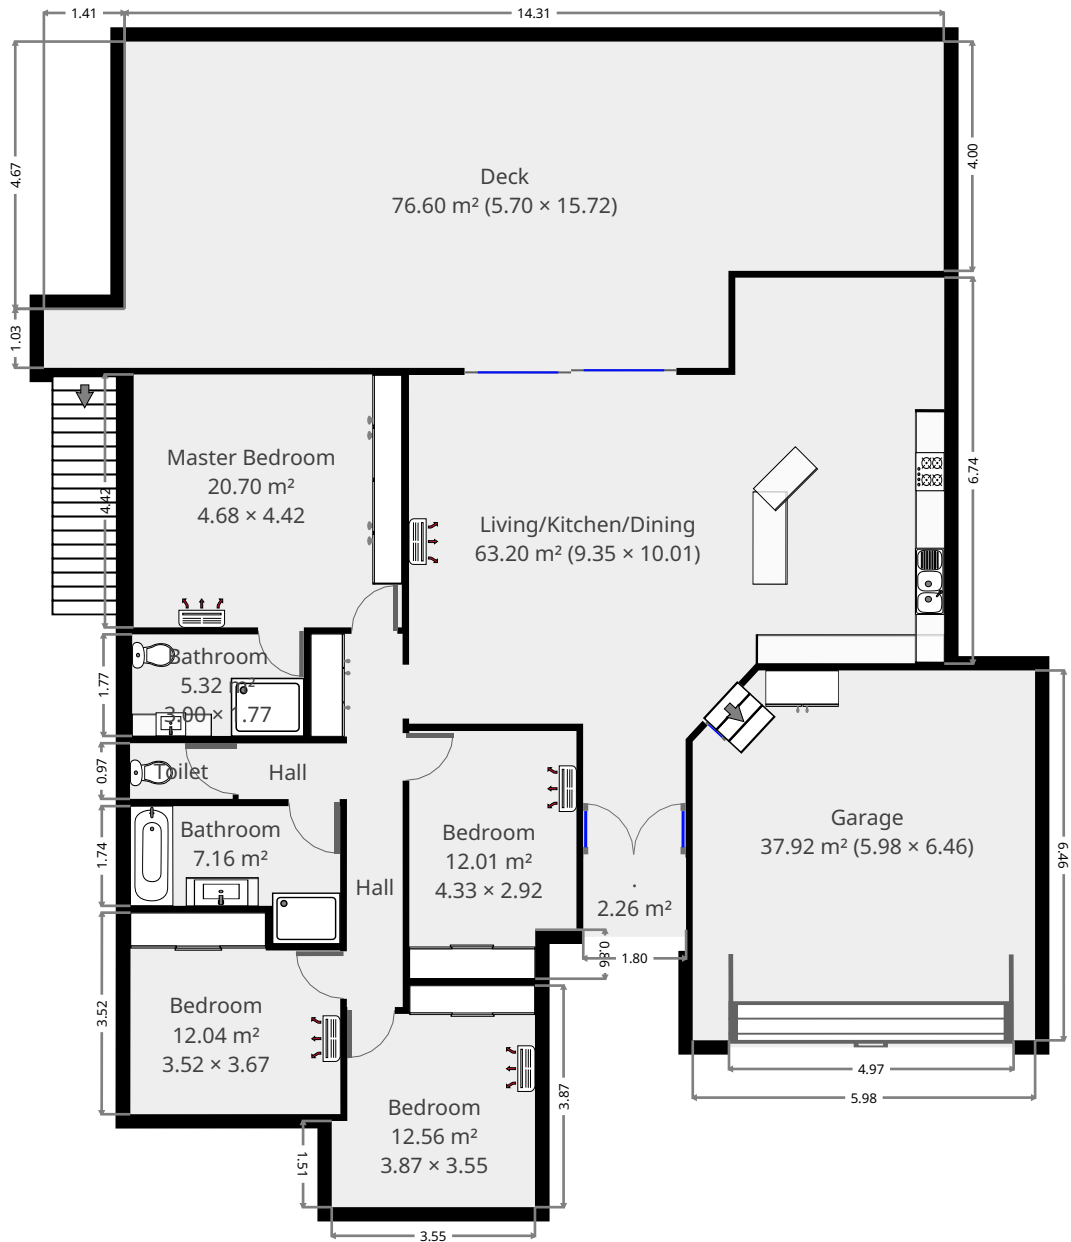 1.41
14.31
4.67
4.00
Deck
76.60 m² (5.70 × 15.72)
1.03
6.74
Master Bedroom
20.70 m²
4.68 × 4.42
4.42
Living/Kitchen/Dining
63.20 m² (9.35 × 10.01)
Bathroom
5.32 m²
3.00 × 1.77
1.77
Toilet
Hall
0.97
Bathroom
7.16 m²
1.74
Hall
Bedroom
12.01 m²
4.33 × 2.92
.
2.26 m²
0.86
1.80
Garage
37.92 m² (5.98 × 6.46)
6.46
Bedroom
12.04 m²
3.52 × 3.67
3.52
4.97
5.98
Bedroom
12.56 m²
3.87 × 3.55
3.87
1.51
3.55